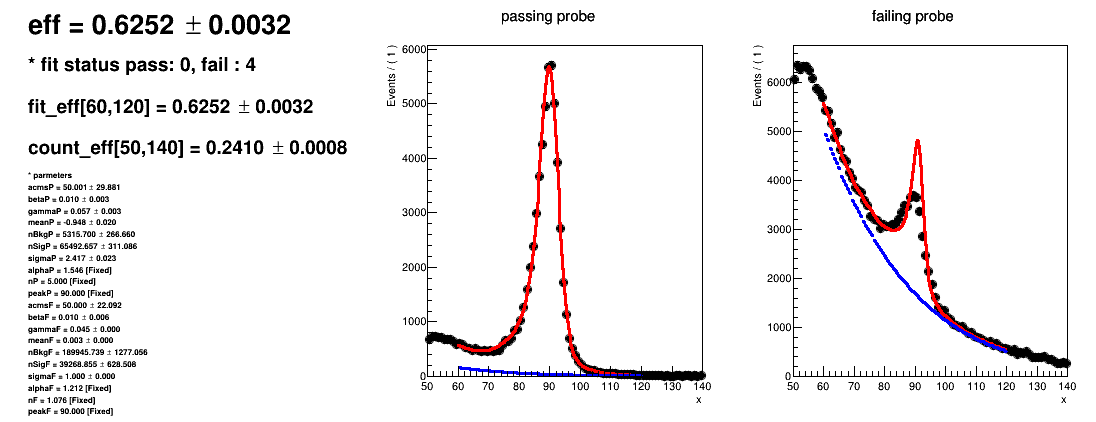 eff = 0.6252 ± 0.0032
* fit status pass: 0, fail : 4
fit_eff[60,120] = 0.6252 ± 0.0032
count_eff[50,140] = 0.2410 ± 0.0008
* parmeters
acmsP = 50.001 ± 29.881
betaP = 0.010 ± 0.003
gammaP = 0.057 ± 0.003
meanP = -0.948 ± 0.020
nBkgP = 5315.700 ± 266.660
nSigP = 65492.657 ± 311.086
sigmaP = 2.417 ± 0.023
alphaP = 1.546 [Fixed]
nP = 5.000 [Fixed]
peakP = 90.000 [Fixed]
acmsF = 50.000 ± 22.092
betaF = 0.010 ± 0.006
gammaF = 0.045 ± 0.000
meanF = 0.003 ± 0.000
nBkgF = 189945.739 ± 1277.056
nSigF = 39268.855 ± 628.508
sigmaF = 1.000 ± 0.000
alphaF = 1.212 [Fixed]
nF = 1.076 [Fixed]
peakF = 90.000 [Fixed]
passing probe
Events / ( 1 )
6000
5000
4000
3000
2000
1000
0
50 60 70 80 90 100 110 120 130 140
x
failing probe
Events / ( 1 )
6000
5000
4000
3000
2000
1000
0
50 60 70 80 90 100 110 120 130 140
x